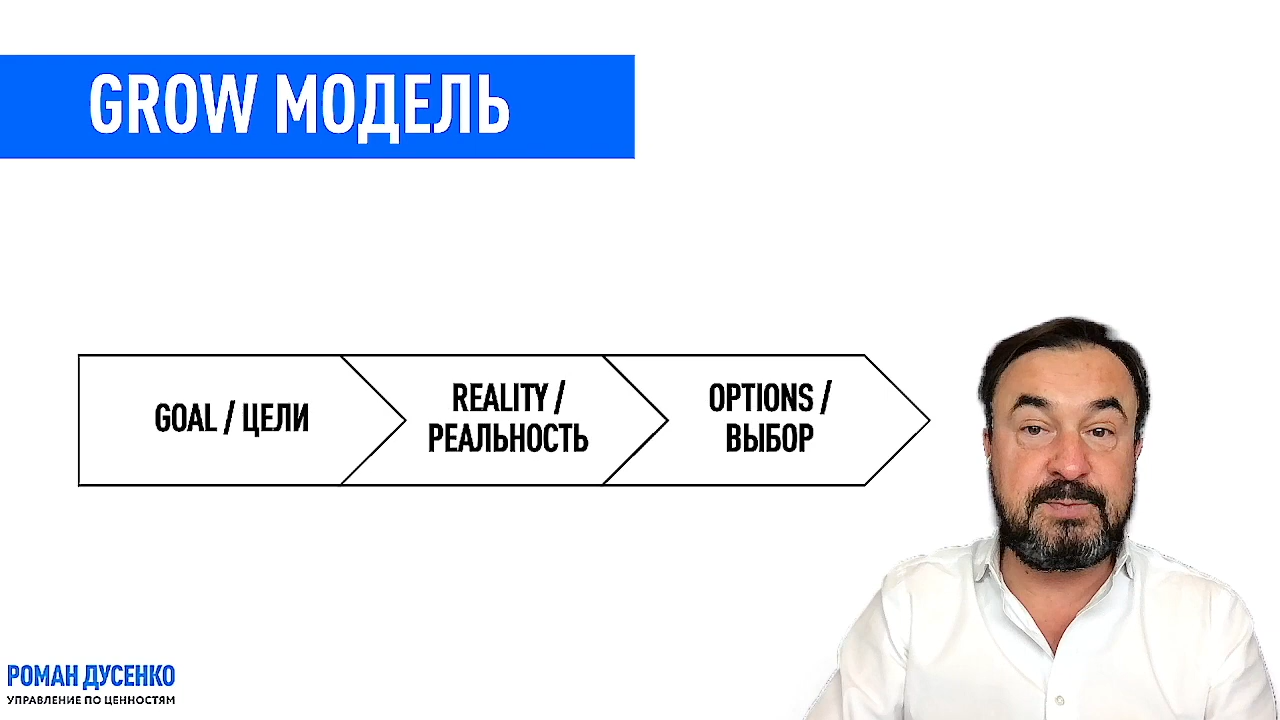 GROW МОДЕЛЬ
GOAL / ЦЕЛИ
REALITY /
РЕАЛЬНОСТЬ
OPTIONS /
ВЫБОР
РОМАН ДУСЕНКО
УПРАВЛЕНИЕ ПО ЦЕННОСТЯМ